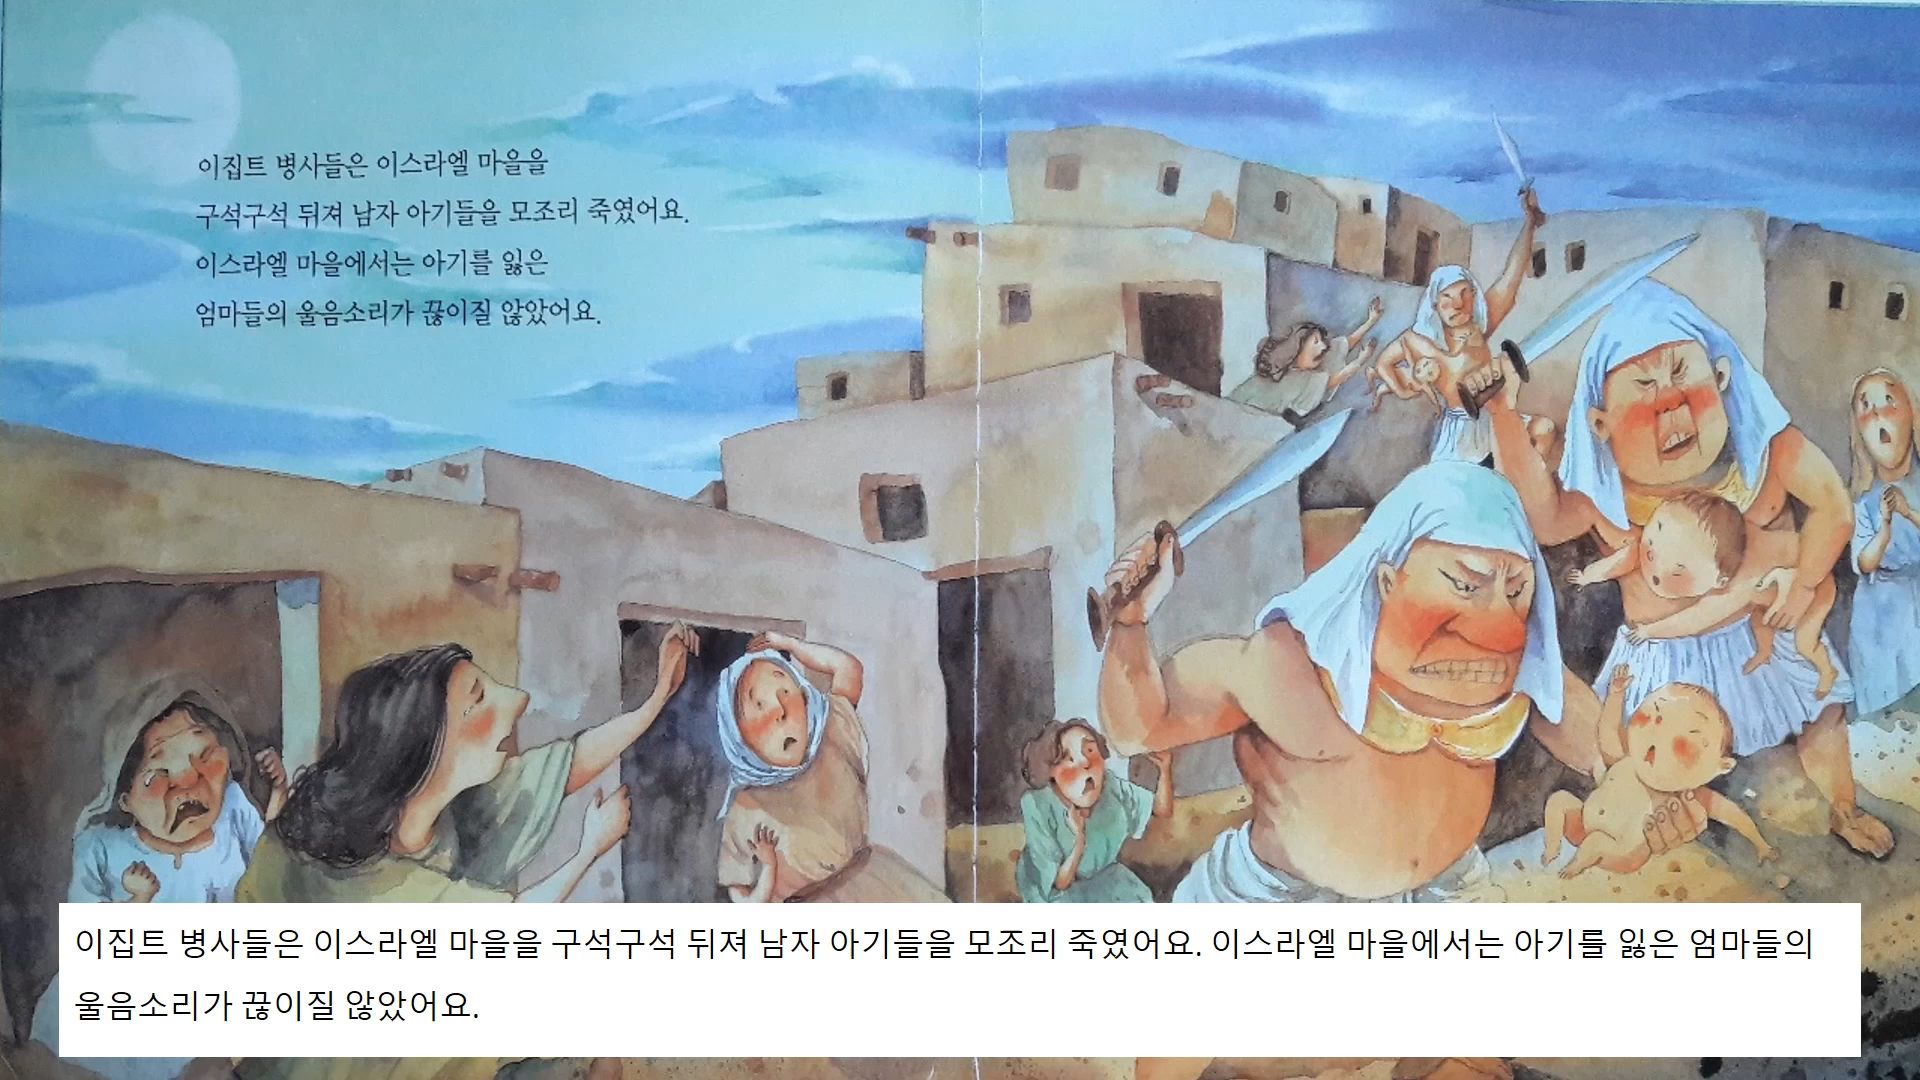 이집트 병사들은 이스라엘 마을을
구석구석 뒤져 남자 아기들을 모조리 죽였어요.
이스라엘 마을에서는 아기를 잃은
엄마들의 울음소리가 끊이질 않았어요.
이집트 병사들은 이스라엘 마을을 구석구석 뒤져 남자 아기들을 모조리 죽였어요. 이스라엘 마을에서는 아기를 잃은 엄마들의
울음소리가 끊이질 않았어요.